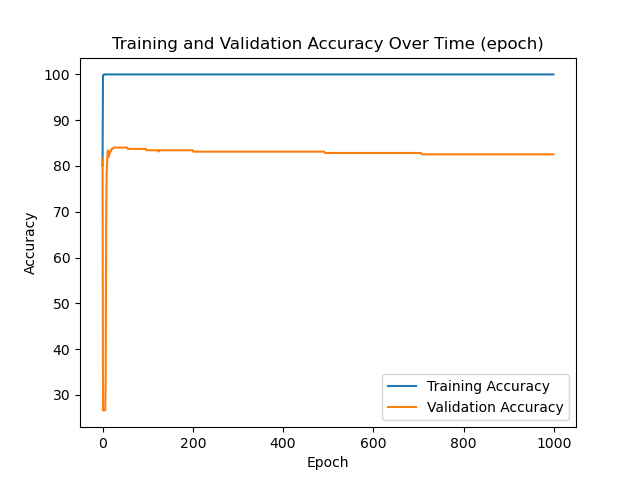 Training and Validation Accuracy Over Time (epoch)
100
90
80
70
60
50
40
30
Accuracy
Training Accuracy
Validation Accuracy
0 200 400 600 800 1000
Epoch